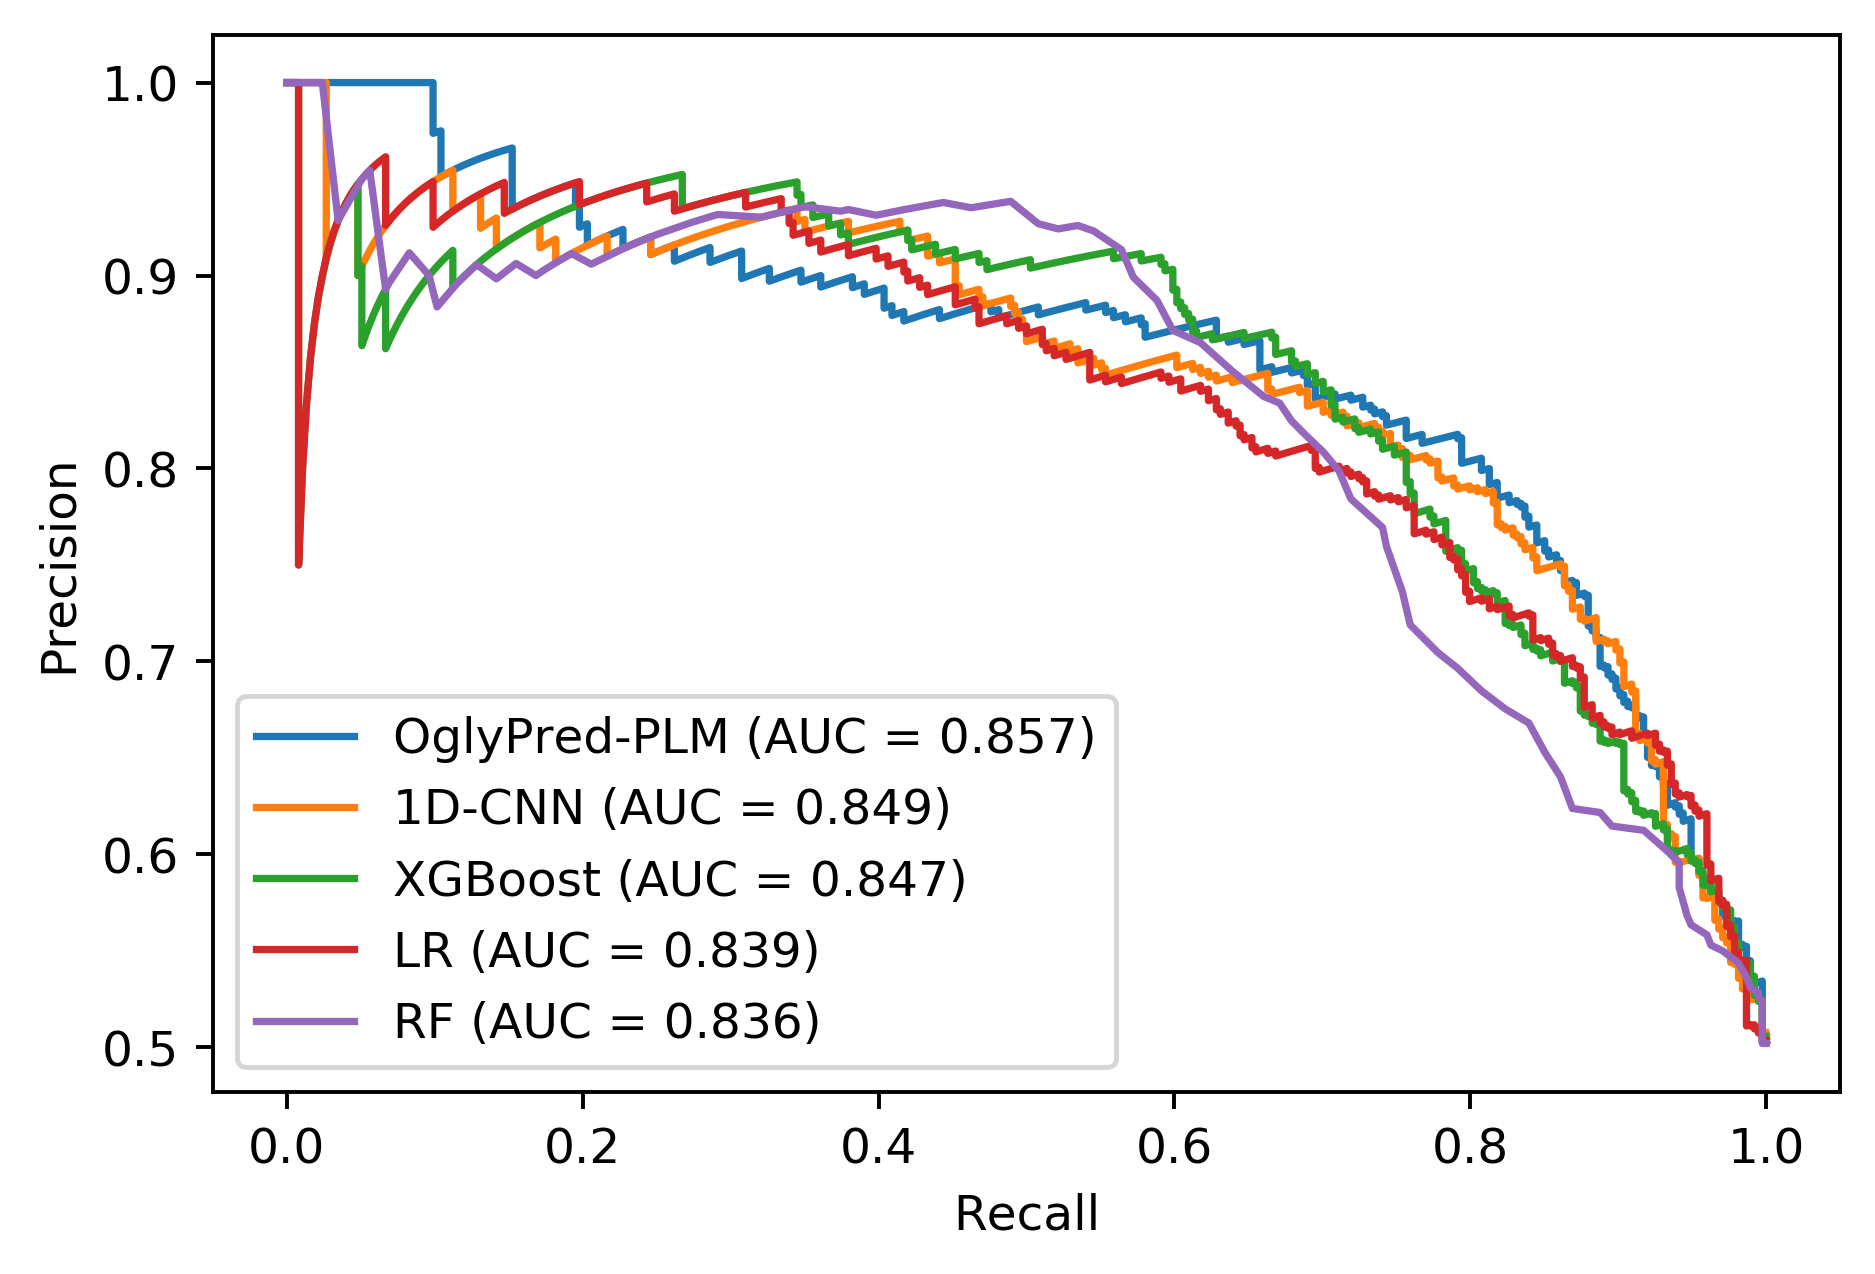 1.0
0.9
0.8
0.7
0.6
0.5
Precision
OglyPred-PLM (AUC = 0.857)
1D-CNN (AUC = 0.849)
XGBoost (AUC = 0.847)
LR (AUC = 0.839)
RF (AUC = 0.836)
0.0 0.2 0.4 0.6 0.8 1.0
Recall